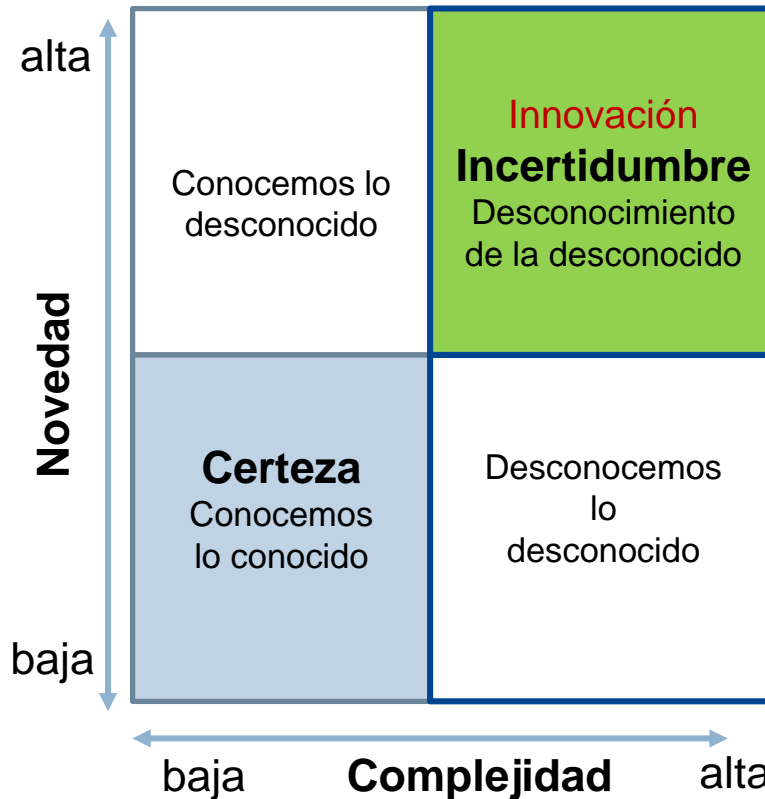 alta
Innovación
Incertidumbre
Desconocimiento
de la desconocido
Conocemos lo
desconocido
Novedad
Certeza
Conocemos
lo conocido
Desconocemos
lo
desconocido
baja
baja
Complejidad
alta